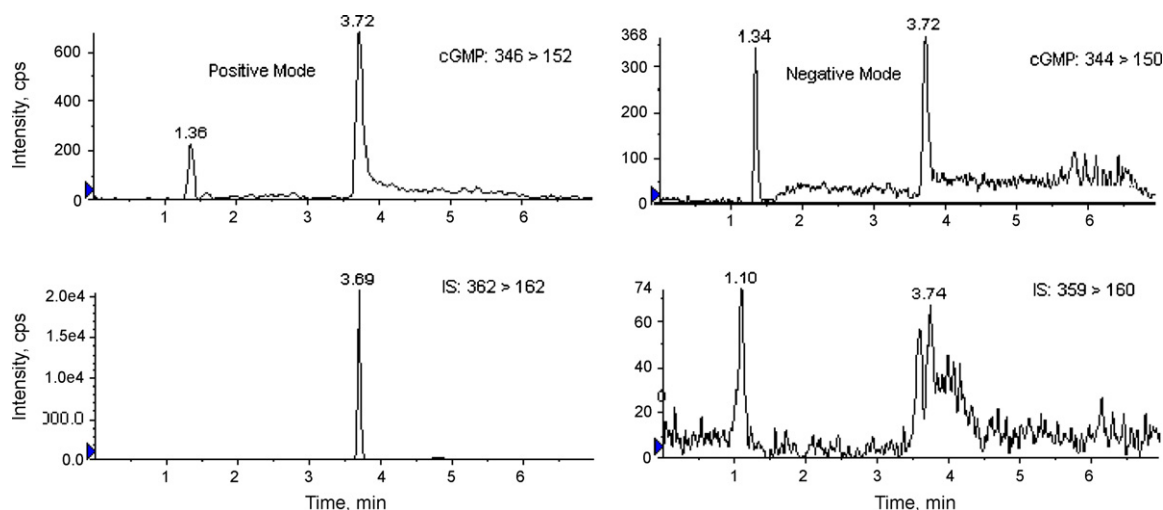 3.72
600
400
200
0
Intensity, cps
Positive Mode
cGMP: 346 > 152
1.36
1 2 3 4 5 6
368
300
200
100
0
1.34
3.72
Negative Mode
cGMP: 344 > 150
1 2 3 4 5 6
2.0e4
1.5e4
1.0e4
000.0
0.0
Intensity, cps
3.69
IS: 362 > 162
1 2 3 4 5 6
Time, min
74
60
40
20
0
1.10
3.74
IS: 359 > 160
1 2 3 4 5 6
Time, min